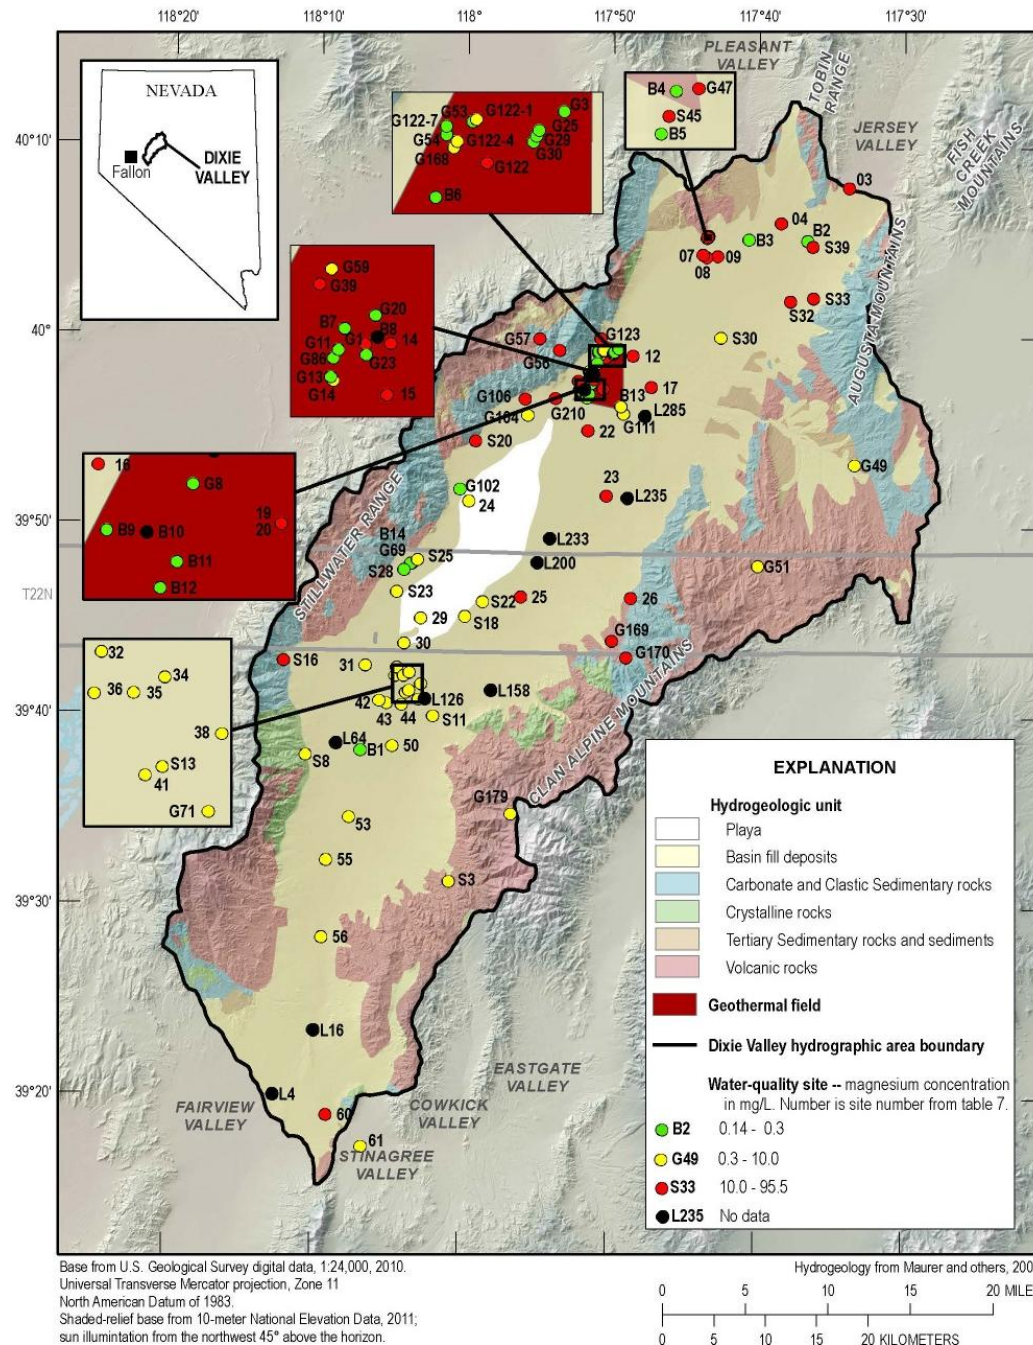 118°20'
118°10'
118°
117°50'
117°40'
117°30'
40°10'
40°
39°50'
T22N
39°40'
39°30'
39°20'
NEVADA
Fallon
DIXIE
VALLEY
PLEASANT
VALLEY
TOBIN
RANGE
JERSEY
VALLEY
FISH
CREEK
MOUNTAINS
AUGUSTA MOUNTAINS
STILLWATER RANGE
CLAN ALPINE MOUNTAINS
FAIRVIEW
VALLEY
COWKICK
VALLEY
EASTGATE
VALLEY
STINAGREE
VALLEY
B4
G47
S45
B5
G53
G122-1
G3
G122-7
G25
G54
G122-4
G29
G168
G122
G30
B6
G59
G39
G20
B7
B8
G11
G1
14
G86
G23
G13
G14
15
16
G8
19
20
B9
B10
B11
B12
32
34
36
35
38
S13
41
G71
03
04
B2
B3
S39
07
09
08
S33
S32
S30
G57
G123
G58
12
G106
17
B13
G104
G210
L285
G111
22
S20
G49
G102
23
L235
24
B14
L233
G69
S25
S28
L200
G51
S23
S22
25
26
29
S18
30
G169
S16
31
G170
L158
L126
42
43
44
S11
L64
B1
50
S8
G179
53
55
S3
56
L16
L4
60
61
EXPLANATION
Hydrogeologic unit
Playa
Basin fill deposits
Carbonate and Clastic Sedimentary rocks
Crystalline rocks
Tertiary Sedimentary rocks and sediments
Volcanic rocks
Geothermal field
Dixie Valley hydrographic area boundary
Water-quality site -- magnesium concentration
in mg/L. Number is site number from table 7.
B2 0.14 - 0.3
G49 0.3 - 10.0
S33 10.0 - 95.5
L235 No data
Base from U.S. Geological Survey digital data, 1:24,000, 2010.
Universal Transverse Mercator projection, Zone 11
North American Datum of 1983.
Shaded-relief base from 10-meter National Elevation Data, 2011;
sun illumintation from the northwest 45° above the horizon.
Hydrogeology from Maurer and others, 200
0 5 10 15 20 MILE
0 5 10 15 20 KILOMETERS